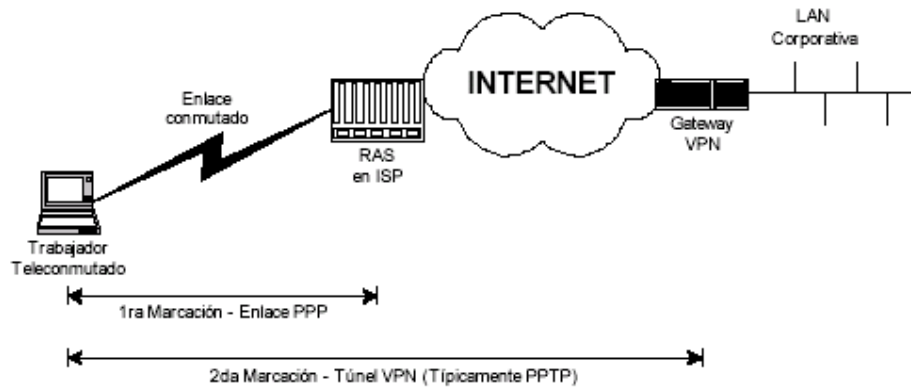 LAN
Corporativa
INTERNET
Enlace
conmutado
RAS
en ISP
Gateway
VPN
Trabajador
Teleconmutado
1ra Marcación - Enlace PPP
2da Marcación - Túnel VPN (Típicamente PPTP)